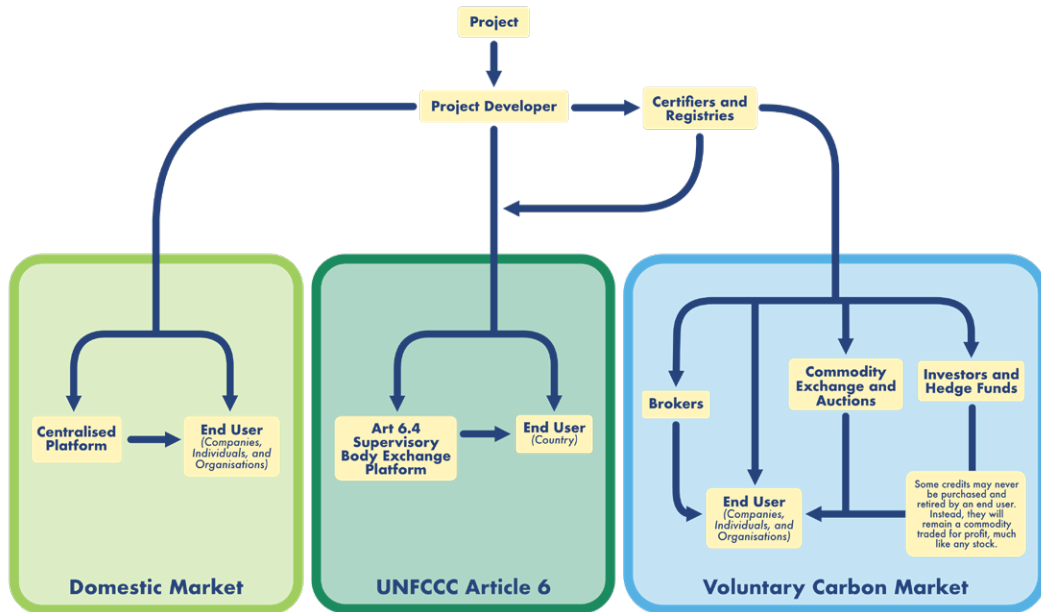 Project
Project Developer
Certifiers and
Registries
Centralised
Platform
End User
(Companies,
Individuals, and
Organisations)
Domestic Market
Art 6.4
Supervisory
Body Exchange
Platform
End User
(Country)
UNFCCC Article 6
Brokers
Commodity
Exchange and
Auctions
Investors and
Hedge Funds
End User
(Companies,
Individuals, and
Organisations)
Some credits may never
be purchased and
retired by an end user.
Instead, they will
remain a commodity
traded for profit, much
like any stock.
Voluntary Carbon Market